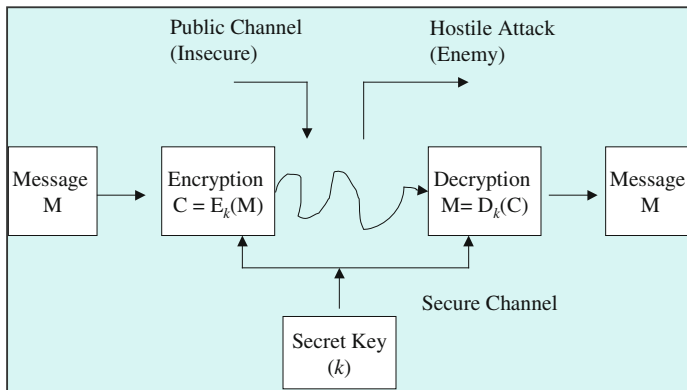 Public Channel
(Insecure)
Hostile Attack
(Enemy)
Message
M
Encryption
C = E_k(M)
Decryption
M= D_k(C)
Message
M
Secure Channel
Secret Key
(k)